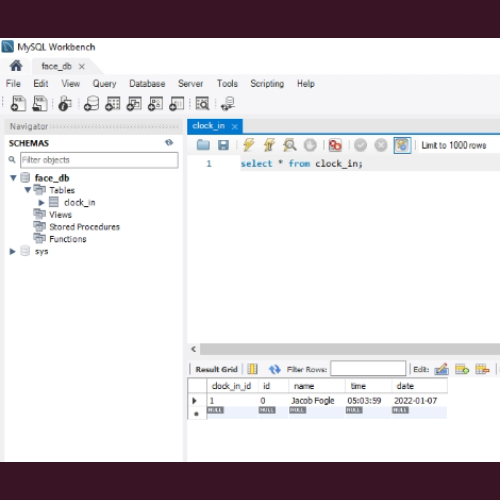 MySQL Workbench
face_db
File Edit View Query Database Server Tools Scripting Help
Navigator
SCHEMAS
Filter objects
face_db
Tables
clock_in
Views
Stored Procedures
Functions
sys
clock_in
Limit to 1000 rows
1 select * from clock_in;
Result Grid Filter Rows: Edit:
clock_in_id id name time date
1 0 Jacob Fogle 05:03:59 2022-01-07
NULL NULL NULL NULL NULL